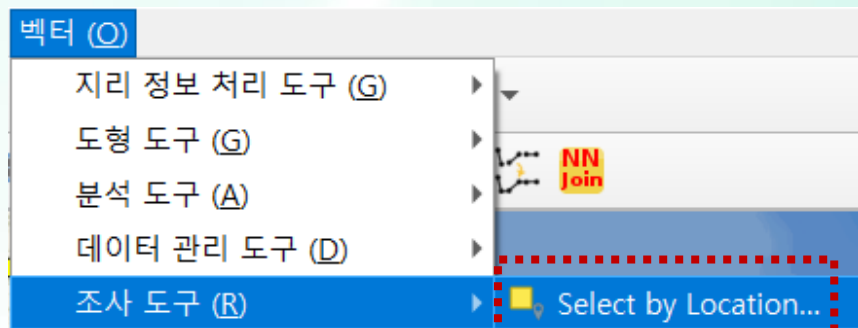 벡터 (O)
지리 정보 처리 도구 (G)
도형 도구 (G)
NN
Join
분석 도구 (A)
데이터 관리 도구 (D)
조사 도구 (R)
Select by Location...